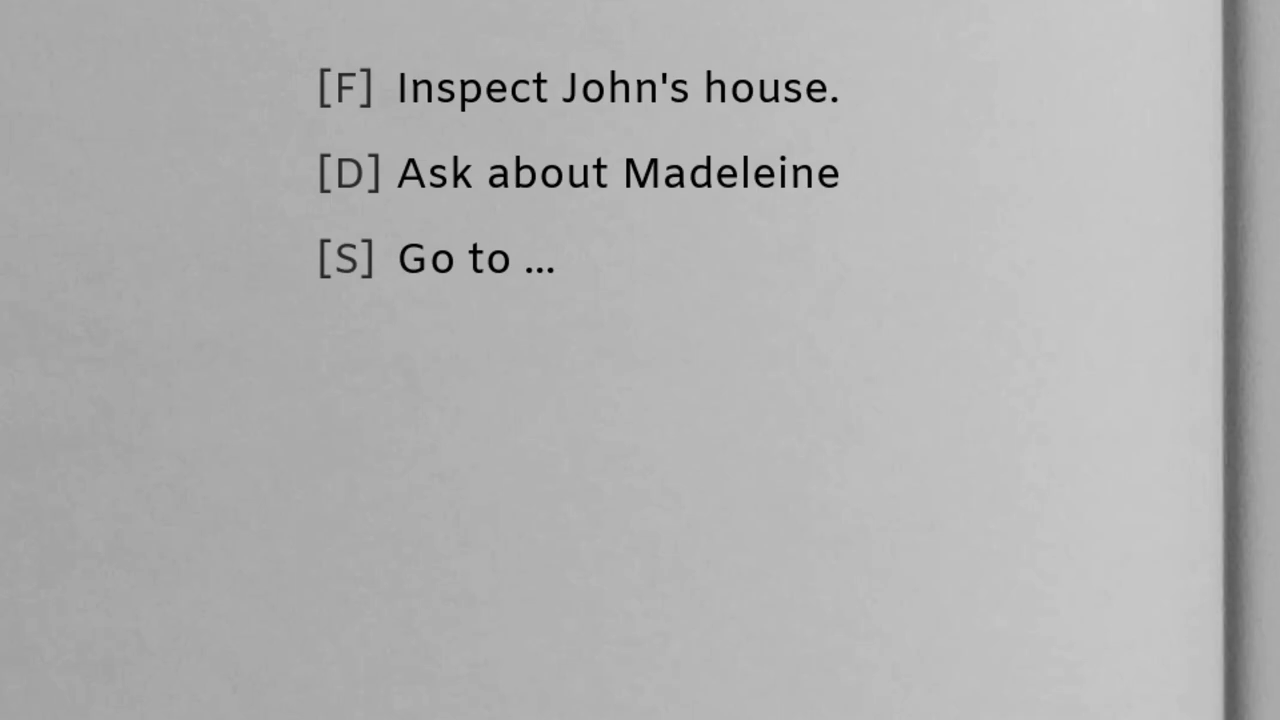 [F] Inspect John's house.
[D] Ask about Madeleine
[S] Go to ...